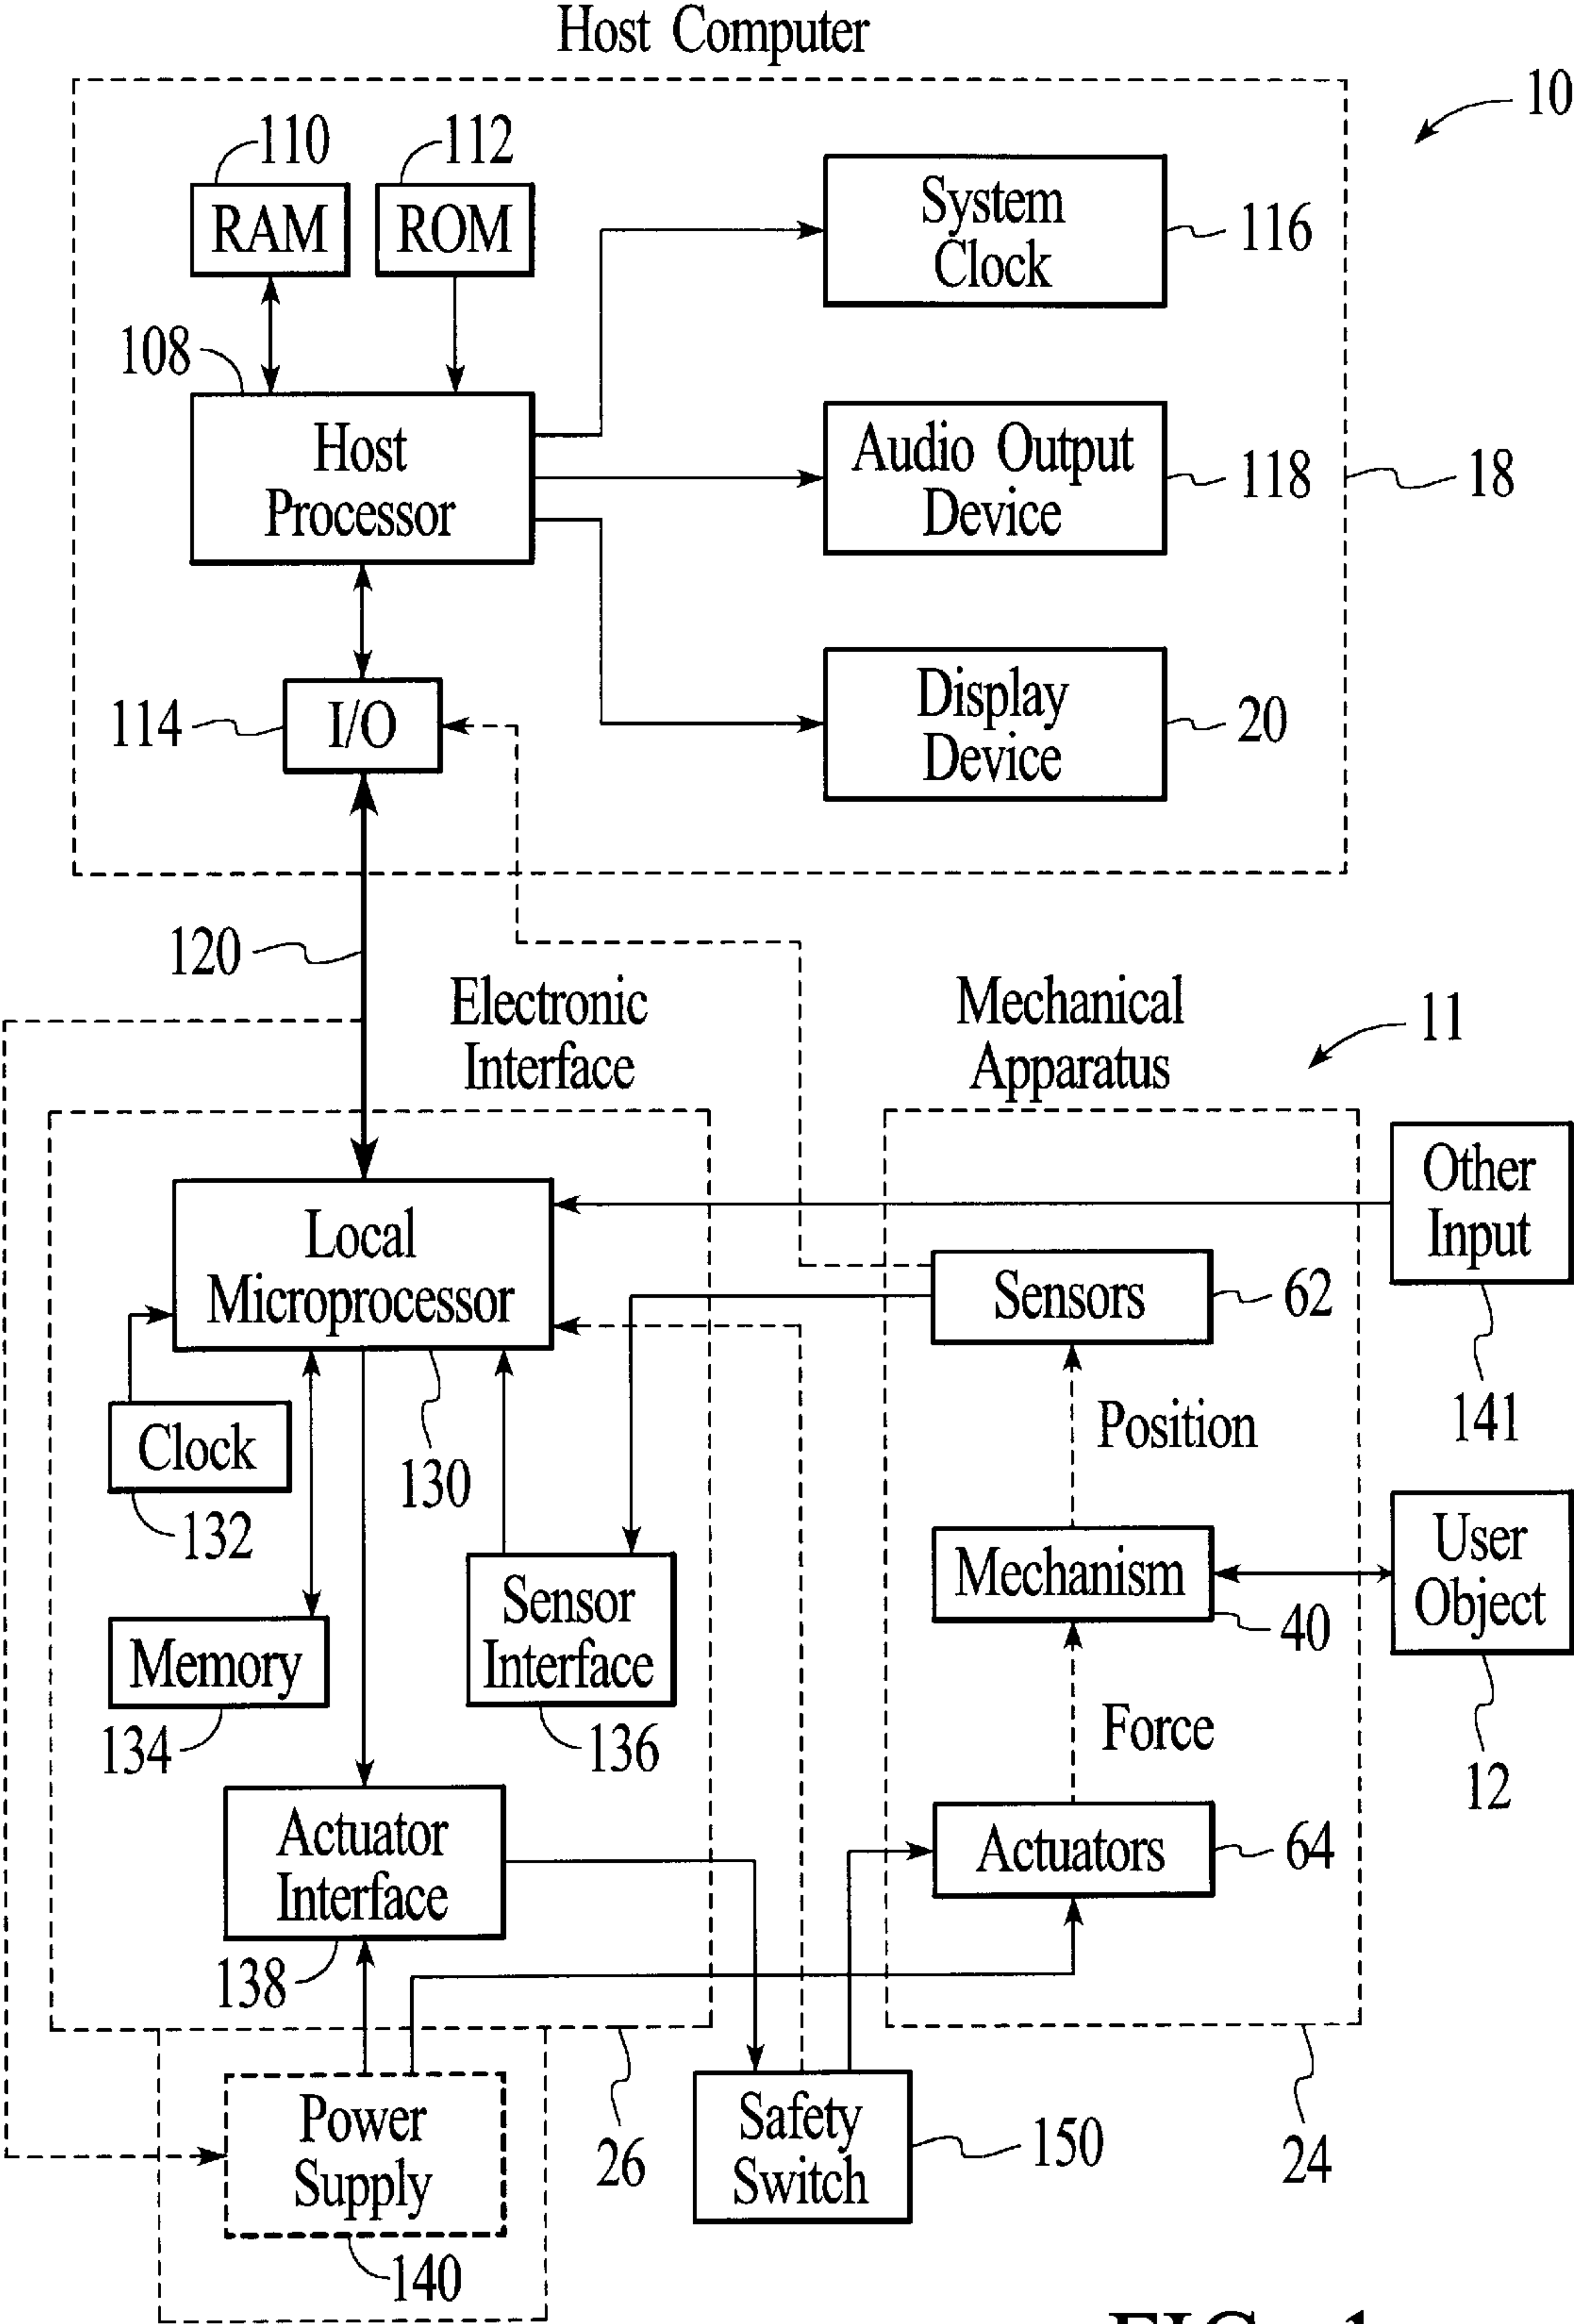 Host Computer
10
110
112
RAM
ROM
System
Clock
116
108
Host
Processor
Audio Output
Device
118
18
114
I/O
Display
Device
20
120
Electronic
Interface
Mechanical
Apparatus
11
Other
Input
Local
Microprocessor
Sensors
62
141
Clock
130
Position
132
User
Object
Mechanism
Sensor
Interface
40
Memory
134
136
Force
12
Actuator
Interface
Actuators
64
138
Power
Supply
26
Safety
Switch
150
24
140